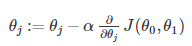 θ_j := θ_j − α ∂/∂θ_j J(θ_0, θ_1)